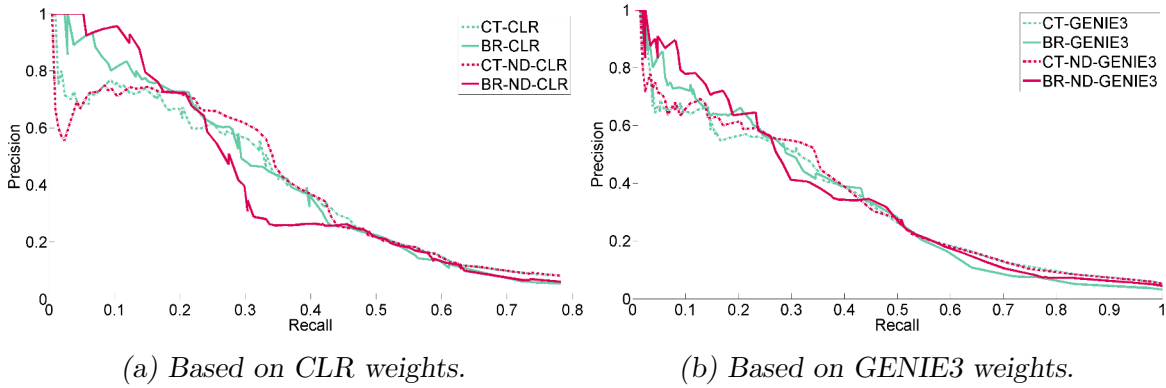 1
0.8
0.6
0.4
0.2
0
Precision
0
0.1
0.2
0.3
0.4
0.5
0.6
0.7
0.8
Recall
CT-CLR
BR-CLR
CT-ND-CLR
BR-ND-CLR
(a) Based on CLR weights.
1
0.8
0.6
0.4
0.2
0
Precision
0
0.1
0.2
0.3
0.4
0.5
0.6
0.7
0.8
0.9
1
Recall
CT-GENIE3
BR-GENIE3
CT-ND-GENIE3
BR-ND-GENIE3
(b) Based on GENIE3 weights.